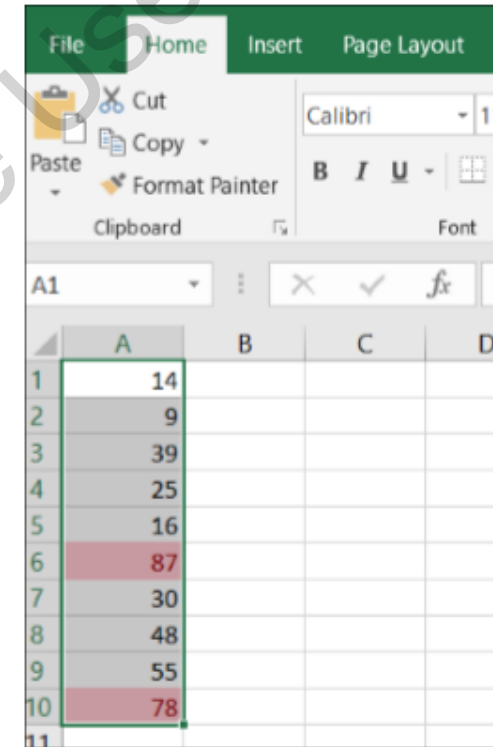 File Home Insert Page Layout
Cut
Calibri 1
Copy
Paste
B I U
Format Painter
Clipboard Font
A1 fx
A B C D
1 14
2 9
3 39
4 25
5 16
6 87
7 30
8 48
9 55
10 78
11